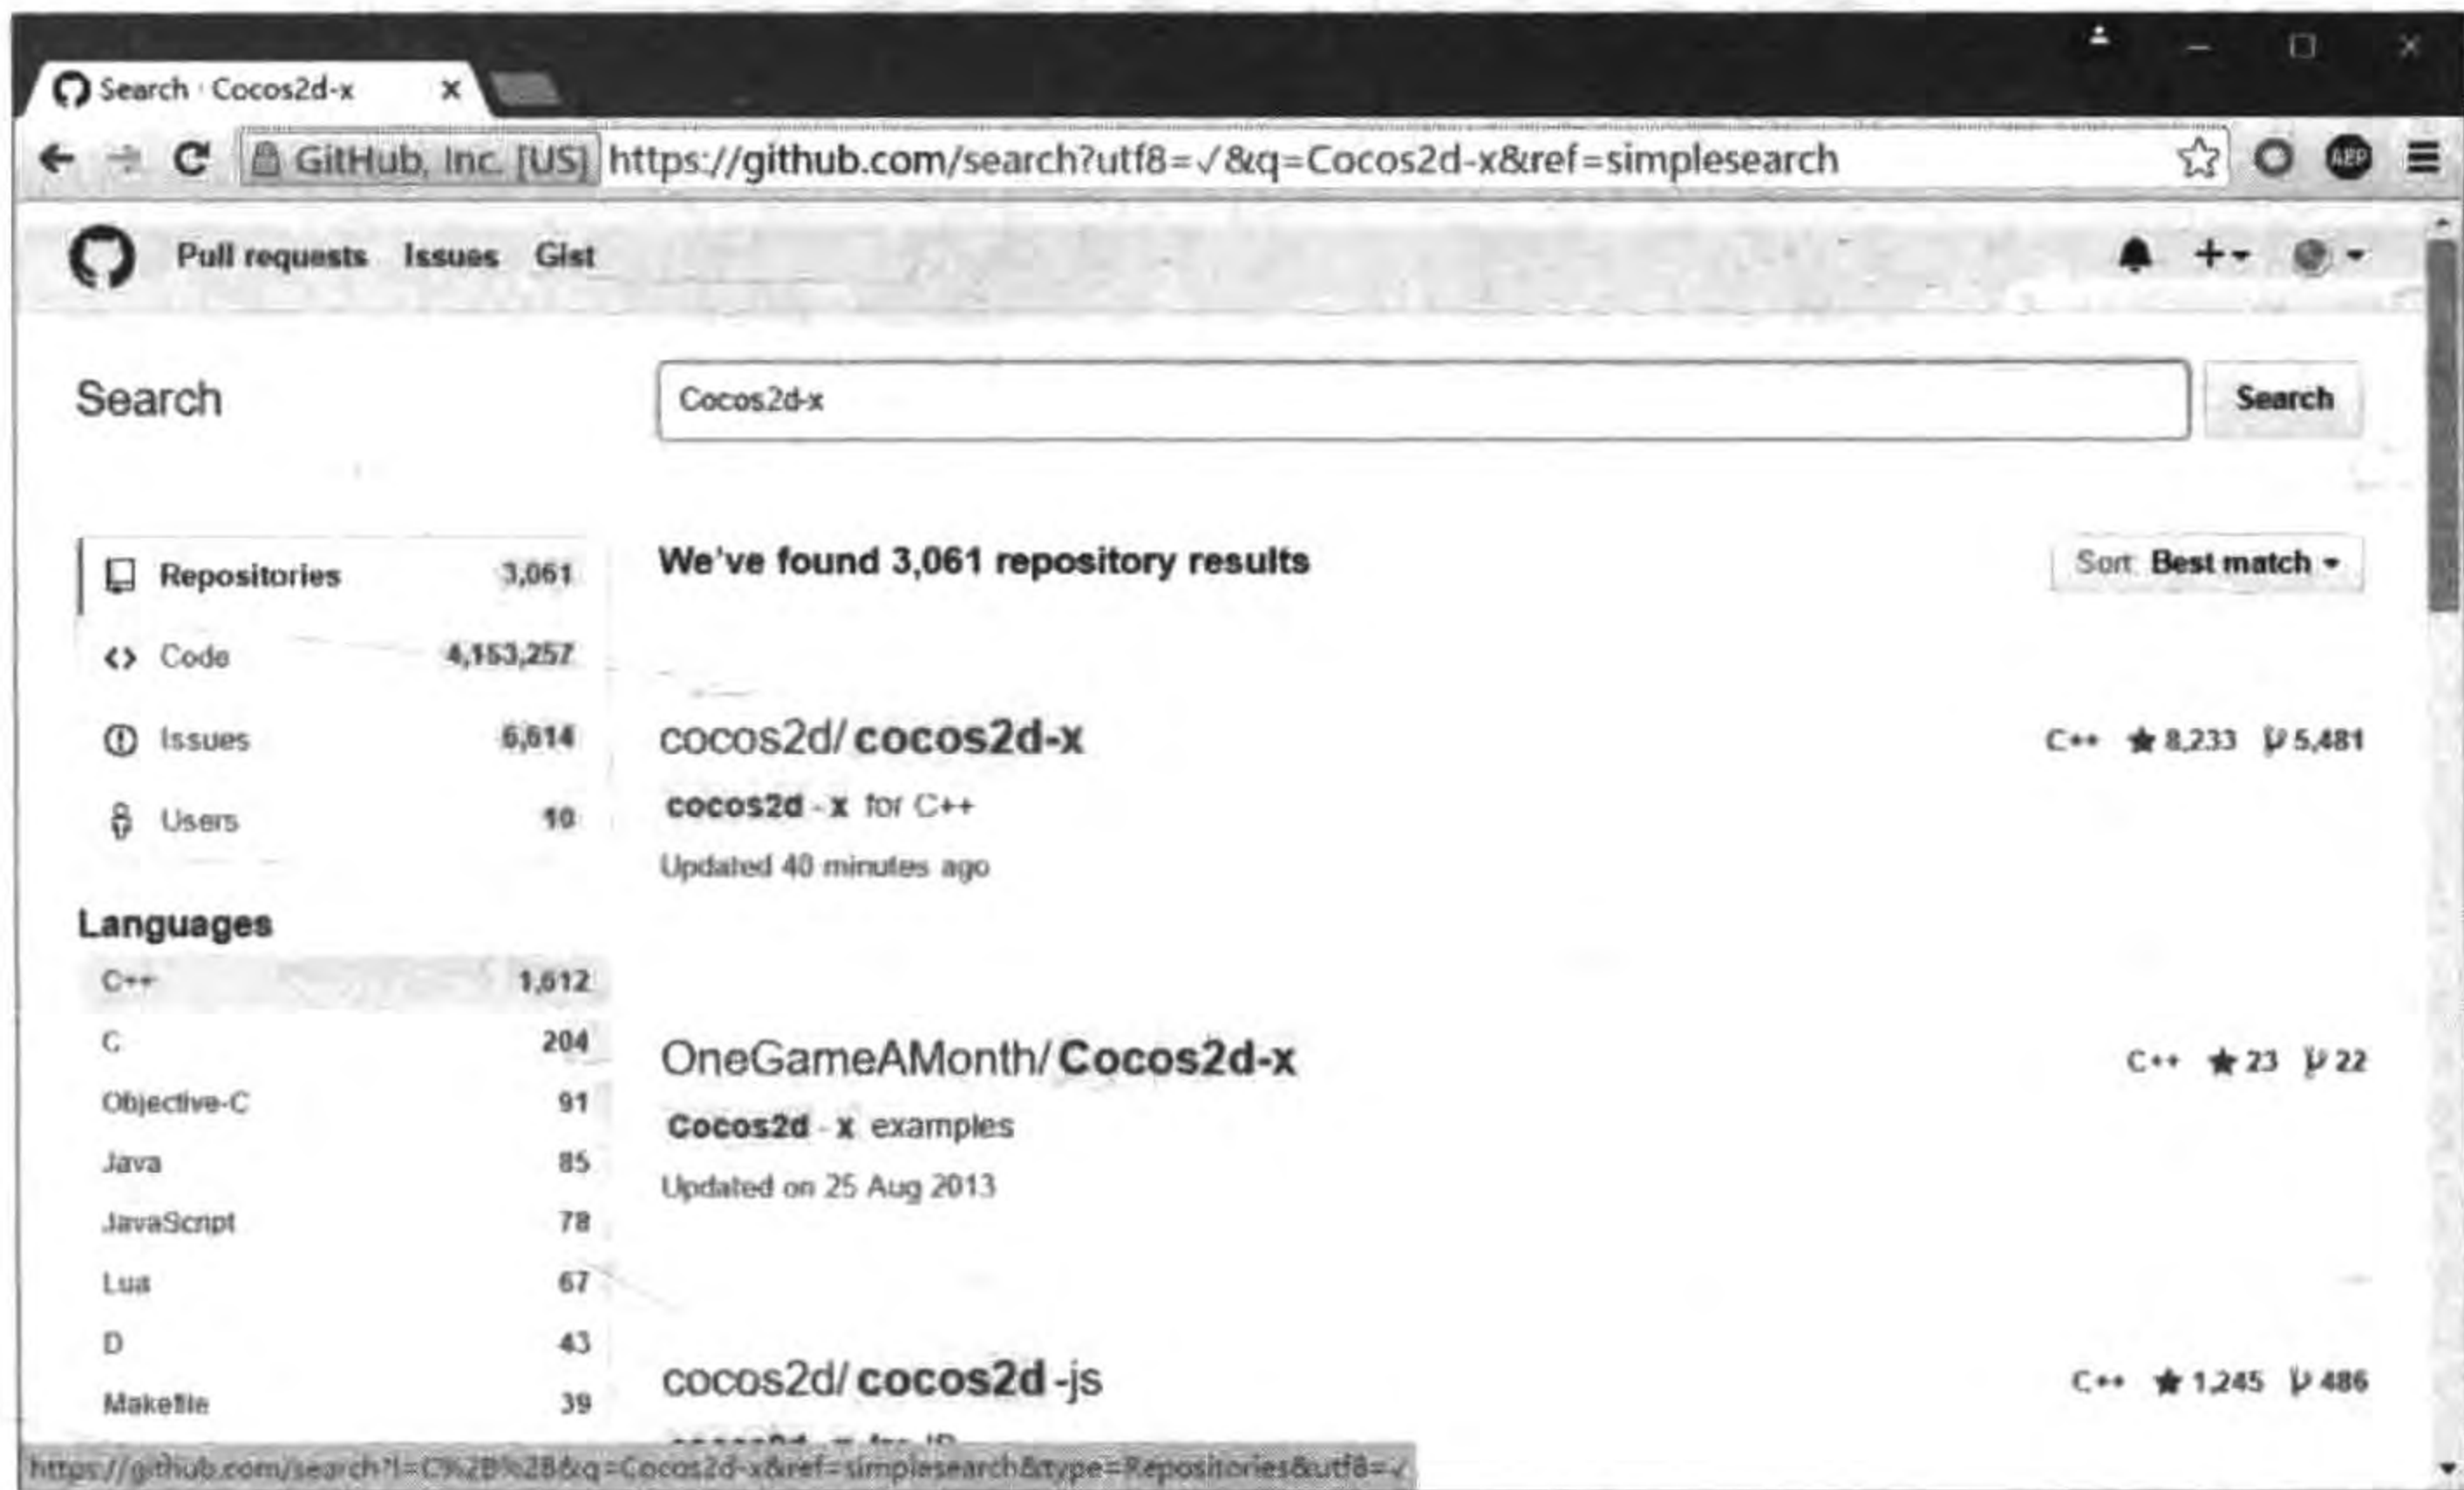 Search · Cocos2d-x
GitHub, Inc. [US] https://github.com/search?utf8=✓&q=Cocos2d-x&ref=simplesearch
ABP
Pull requests Issues Gist
Search
Cocos2d-x
Search
Repositories 3,061
Code 4,153,257
Issues 6,614
Users 10
Languages
C++ 1,612
C 204
Objective-C 91
Java 85
JavaScript 78
Lua 67
D 43
Makefile 39
We've found 3,061 repository results
Sort: Best match
cocos2d/cocos2d-x
C++ 8,233 5,481
cocos2d - x for C++
Updated 40 minutes ago
OneGameAMonth/Cocos2d-x
C++ 23 22
Cocos2d - x examples
Updated on 25 Aug 2013
cocos2d/cocos2d -js
C++ 1,245 486
https://github.com/search?l=C%2B%2B&q=Cocos2d-x&ref=simplesearch&type=Repositories&utf8=✓